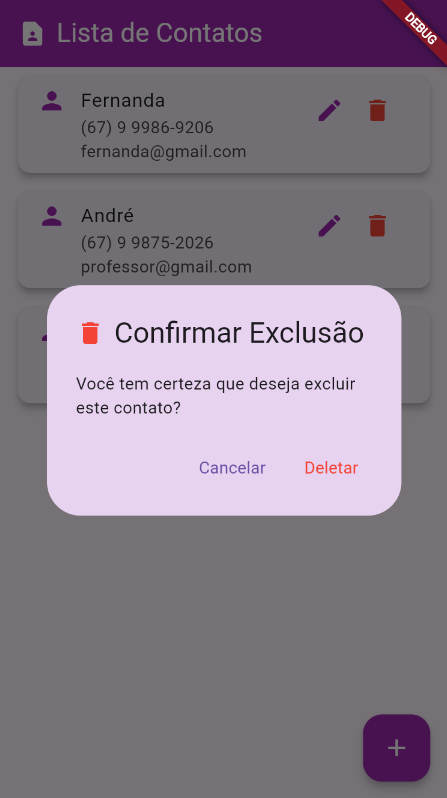 Lista de Contatos
DEBUG
Fernanda
(67) 9 9986-9206
fernanda@gmail.com
André
(67) 9 9875-2026
professor@gmail.com
Confirmar Exclusão
Você tem certeza que deseja excluir
este contato?
Cancelar
Deletar